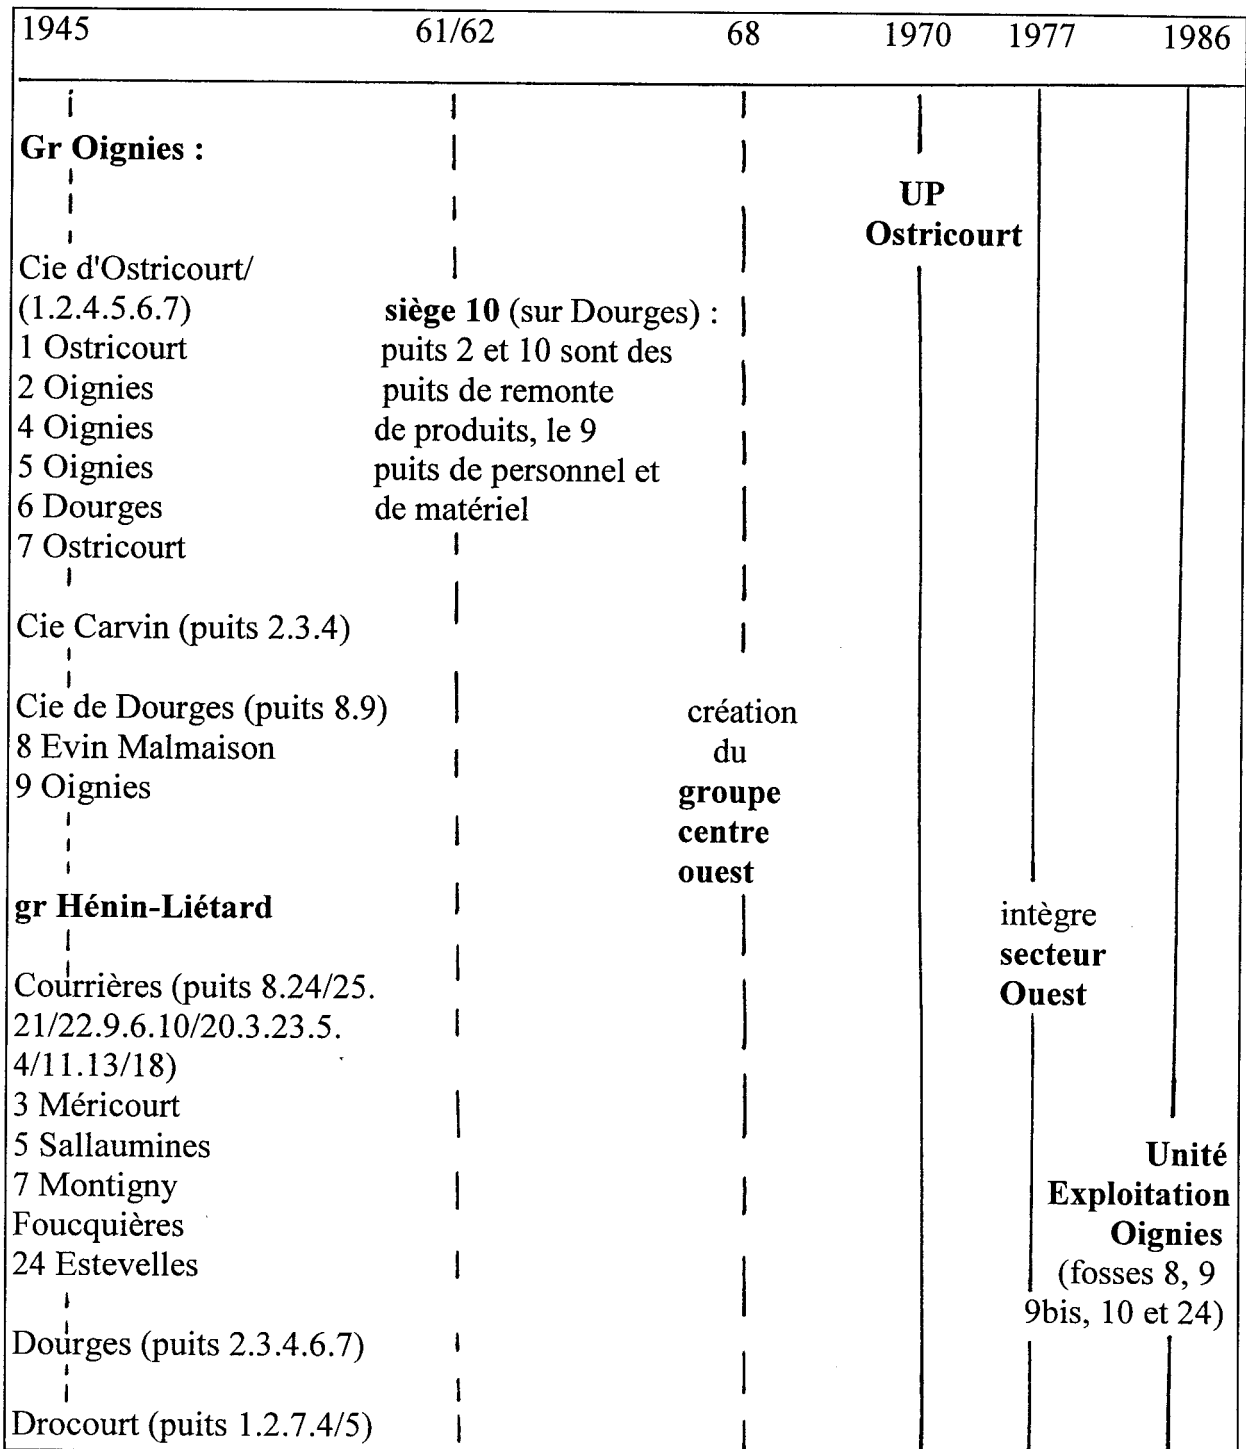 1945 61/62 68 1970 1977 1986
Gr Oignies :
Cie d'Ostricourt/
(1.2.4.5.6.7)
1 Ostricourt
2 Oignies
4 Oignies
5 Oignies
6 Dourges
7 Ostricourt
Cie Carvin (puits 2.3.4)
Cie de Dourges (puits 8.9)
8 Evin Malmaison
9 Oignies
gr Hénin-Liétard
Courrières (puits 8.24/25.
21/22.9.6.10/20.3.23.5.
4/11.13/18)
3 Méricourt
5 Sallaumines
7 Montigny
Foucquières
24 Estevelles
Dourges (puits 2.3.4.6.7)
Drocourt (puits 1.2.7.4/5)
siège 10 (sur Dourges) :
puits 2 et 10 sont des
puits de remonte
de produits, le 9
puits de personnel et
de matériel
création
du
groupe
centre
ouest
UP
Ostricourt
intègre
secteur
Ouest
Unité
Exploitation
Oignies
(fosses 8, 9
9bis, 10 et 24)